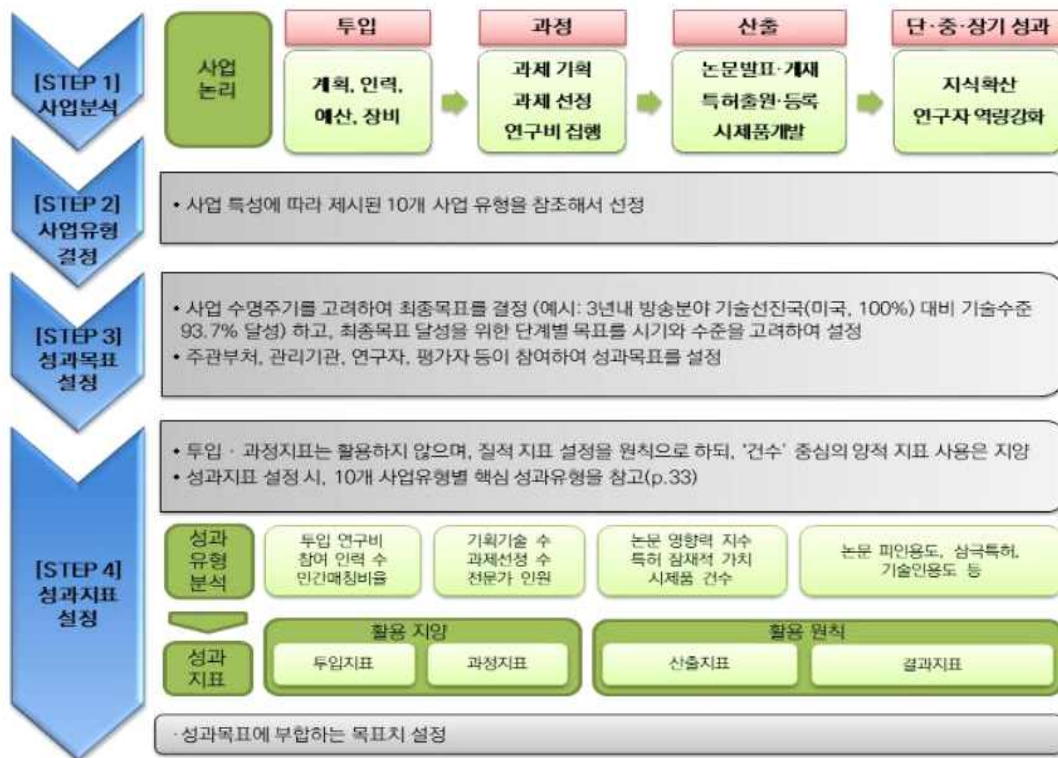 [STEP 1]
사업분석
사업
논리
투입
계획, 인력,
예산, 장비
과정
과제 기획
과제 선정
연구비 집행
산출
논문발표·게재
특허출원·등록
시제품개발
단·중·장기 성과
지식확산
연구자 역량강화
[STEP 2]
사업유형
결정
• 사업 특성에 따라 제시된 10개 사업 유형을 참조해서 선정
[STEP 3]
성과목표
설정
• 사업 수명주기를 고려하여 최종목표를 결정 (예시: 3년내 방송분야 기술선진국(미국, 100%) 대비 기술수준
93.7% 달성) 하고, 최종목표 달성을 위한 단계별 목표를 시기와 수준을 고려하여 설정
• 주관부처, 관리기관, 연구자, 평가자 등이 참여하여 성과목표를 설정
[STEP 4]
성과지표
설정
• 투입 · 과정지표는 활용하지 않으며, 질적 지표 설정을 원칙으로 하되, ‘건수’ 중심의 양적 지표 사용은 지양
• 성과지표 설정 시, 10개 사업유형별 핵심 성과유형을 참고(p.33)
성과
유형
분석
투입 연구비
참여 인력 수
민간매칭비율
기획기술 수
과제선정 수
전문가 인원
논문 영향력 지수
특허 잠재적 가치
시제품 건수
논문 피인용도, 삼극특허,
기술인용도 등
성과
지표
활용 지양
투입지표
과정지표
활용 원칙
산출지표
결과지표
· 성과목표에 부합하는 목표치 설정